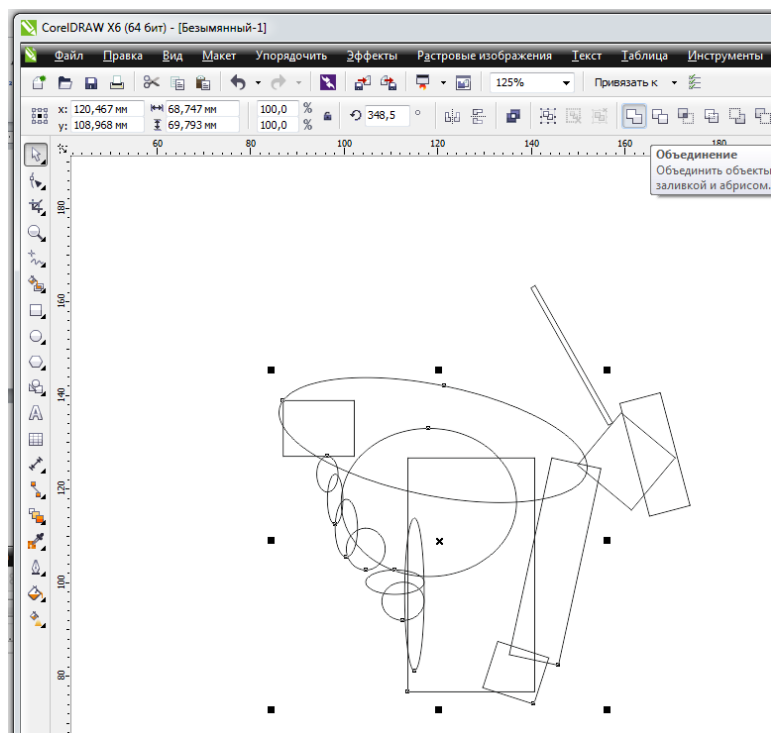 CorelDRAW X6 (64 бит) - [Безымянный-1]
Файл Правка Вид Макет Упорядочить Эффекты Растровые изображения Текст Таблица Инструменты
125% Привязать к
x: 120,467 мм 68,747 мм 100,0 % 348,5 °
y: 108,968 мм 69,793 мм 100,0 %
60 80 100 120 140 160 180
Объединение
Объединить объекты
заливкой и абрисом.
180
160
140
120
100
80